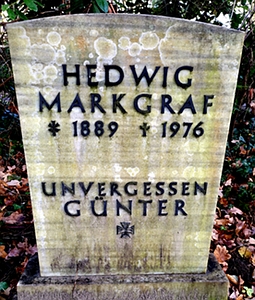 HEDWIG
MARKGRAF
* 1889 † 1976
UNVERGESSEN
GÜNTER